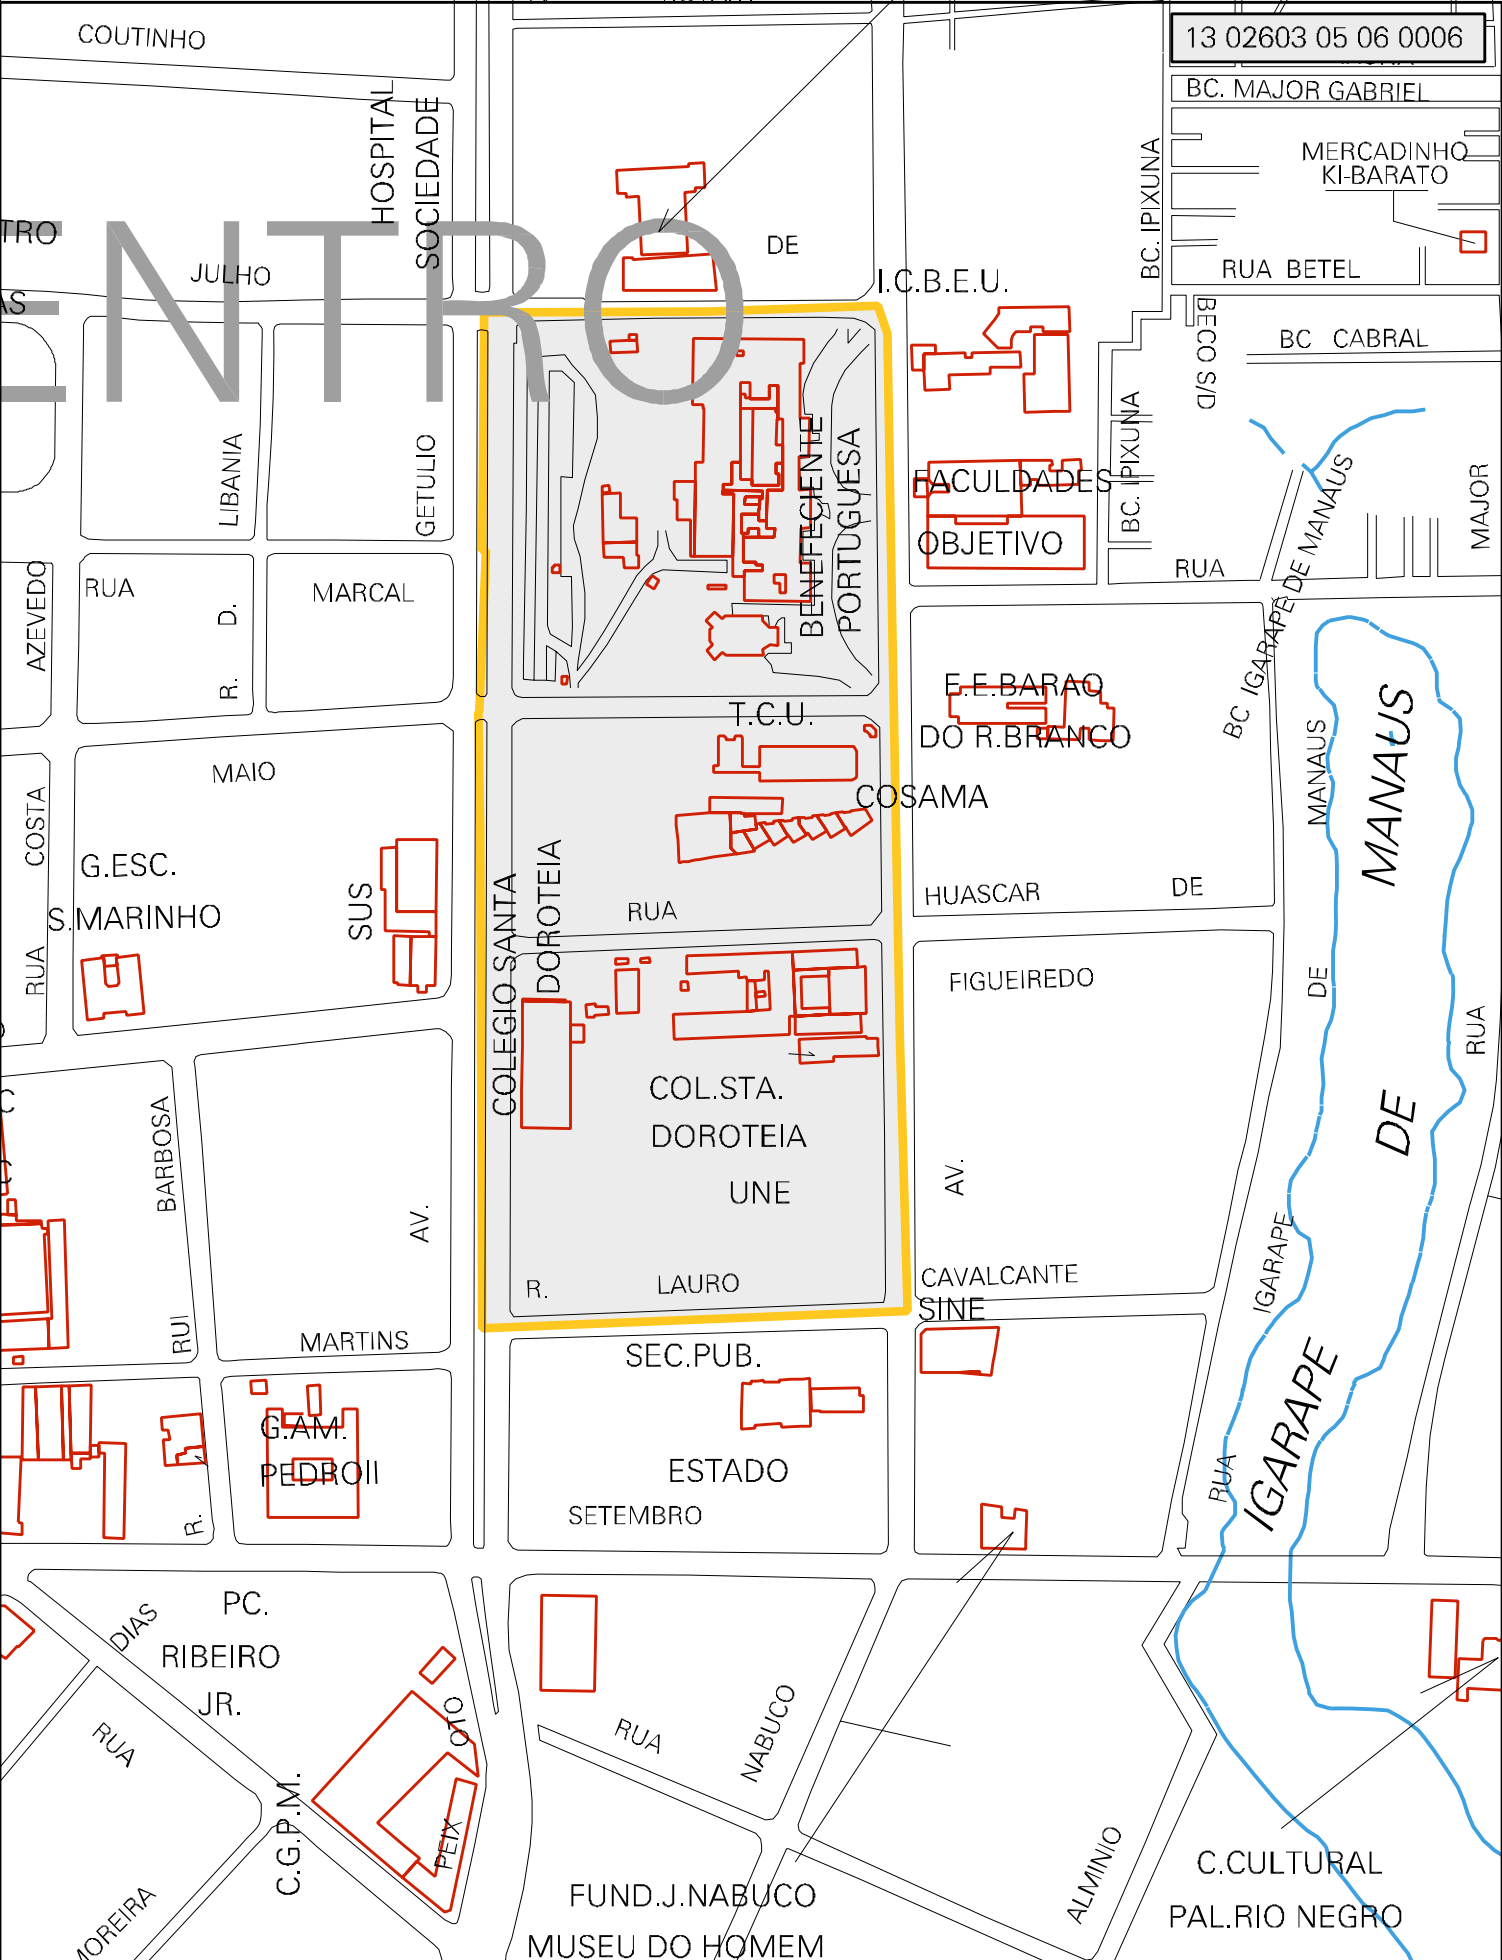 COUTINHO
13 02603 05 06 0006
BC. MAJOR GABRIEL
HOSPITAL
SOCIEDADE
MERCADINHO
KI-BARATO
BC. IPIXUNA
TRO
ENTRO
JULHO
DE
I.C.B.E.U.
RUA BETEL
AS
BECO S/D
BC CABRAL
LIBANIA
GETULIO
BENEFECIENTE
PORTUGUESA
FACULDADES
OBJETIVO
BC. IPIXUNA
BC IGARAPE DE MANAUS
MAJOR
RUA
AZEVEDO
RUA
R. D.
MARCAL
E.E.BARAO
DO R.BRANCO
T.C.U.
MAIO
COSTA
COSAMA
MANAUS
MANAUS
G.ESC.
S.MARINHO
SUS
COLEGIO SANTA
DOROTEIA
RUA
HUASCAR
DE
RUA
FIGUEIREDO
DE
RUA
COL.STA.
DOROTEIA
UNE
BARBOSA
AV.
AV.
DE
IGARAPE
R.
LAURO
CAVALCANTE
SINE
RUI
MARTINS
SEC.PUB.
ESTADO
G.AM.
PEDROII
IGARAPE
RUA
SETEMBRO
R.
PC.
RIBEIRO
JR.
DIAS
RUA
OTO
RUA
NABUCO
C.G.P.M.
PEIX
ALMINIO
C.CULTURAL
PAL.RIO NEGRO
FUND.J.NABUCO
MUSEU DO HOMEM
MOREIRA